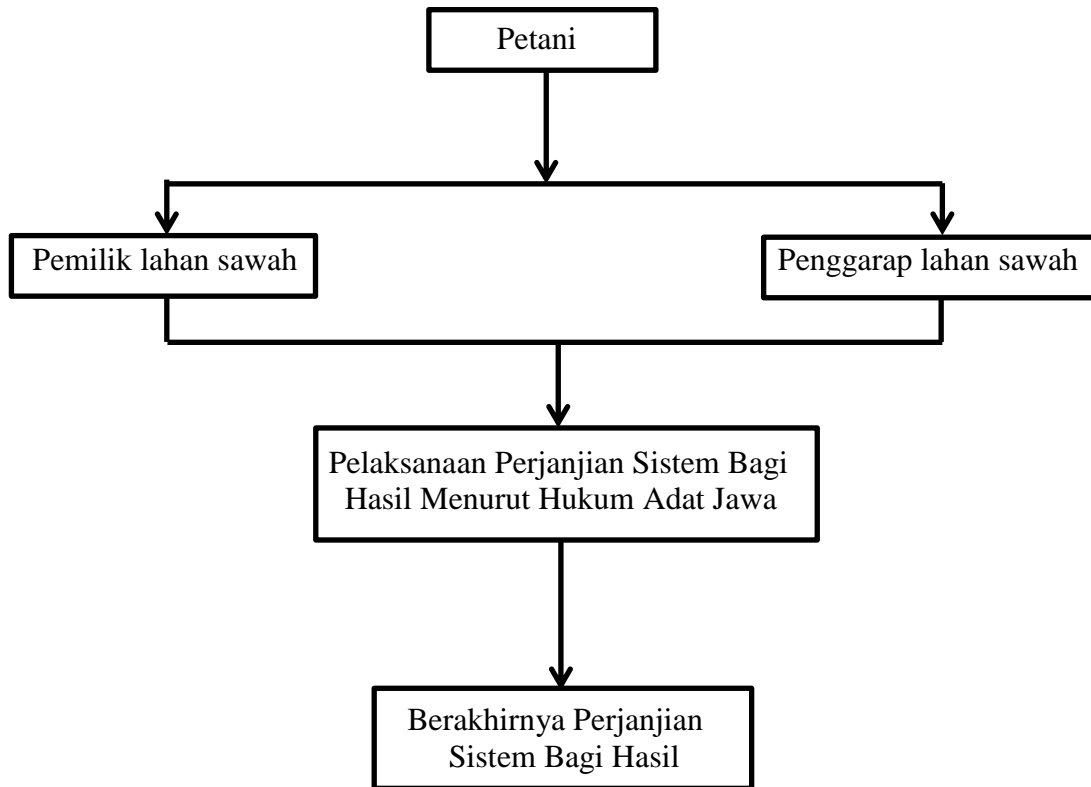 Petani
Pemilik lahan sawah
Penggarap lahan sawah
Pelaksanaan Perjanjian Sistem Bagi
Hasil Menurut Hukum Adat Jawa
Berakhirnya Perjanjian
Sistem Bagi Hasil